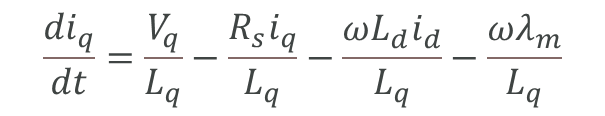 di_q/dt = V_q/L_q − R_s i_q/L_q − ωL_d i_d/L_q − ωλ_m/L_q